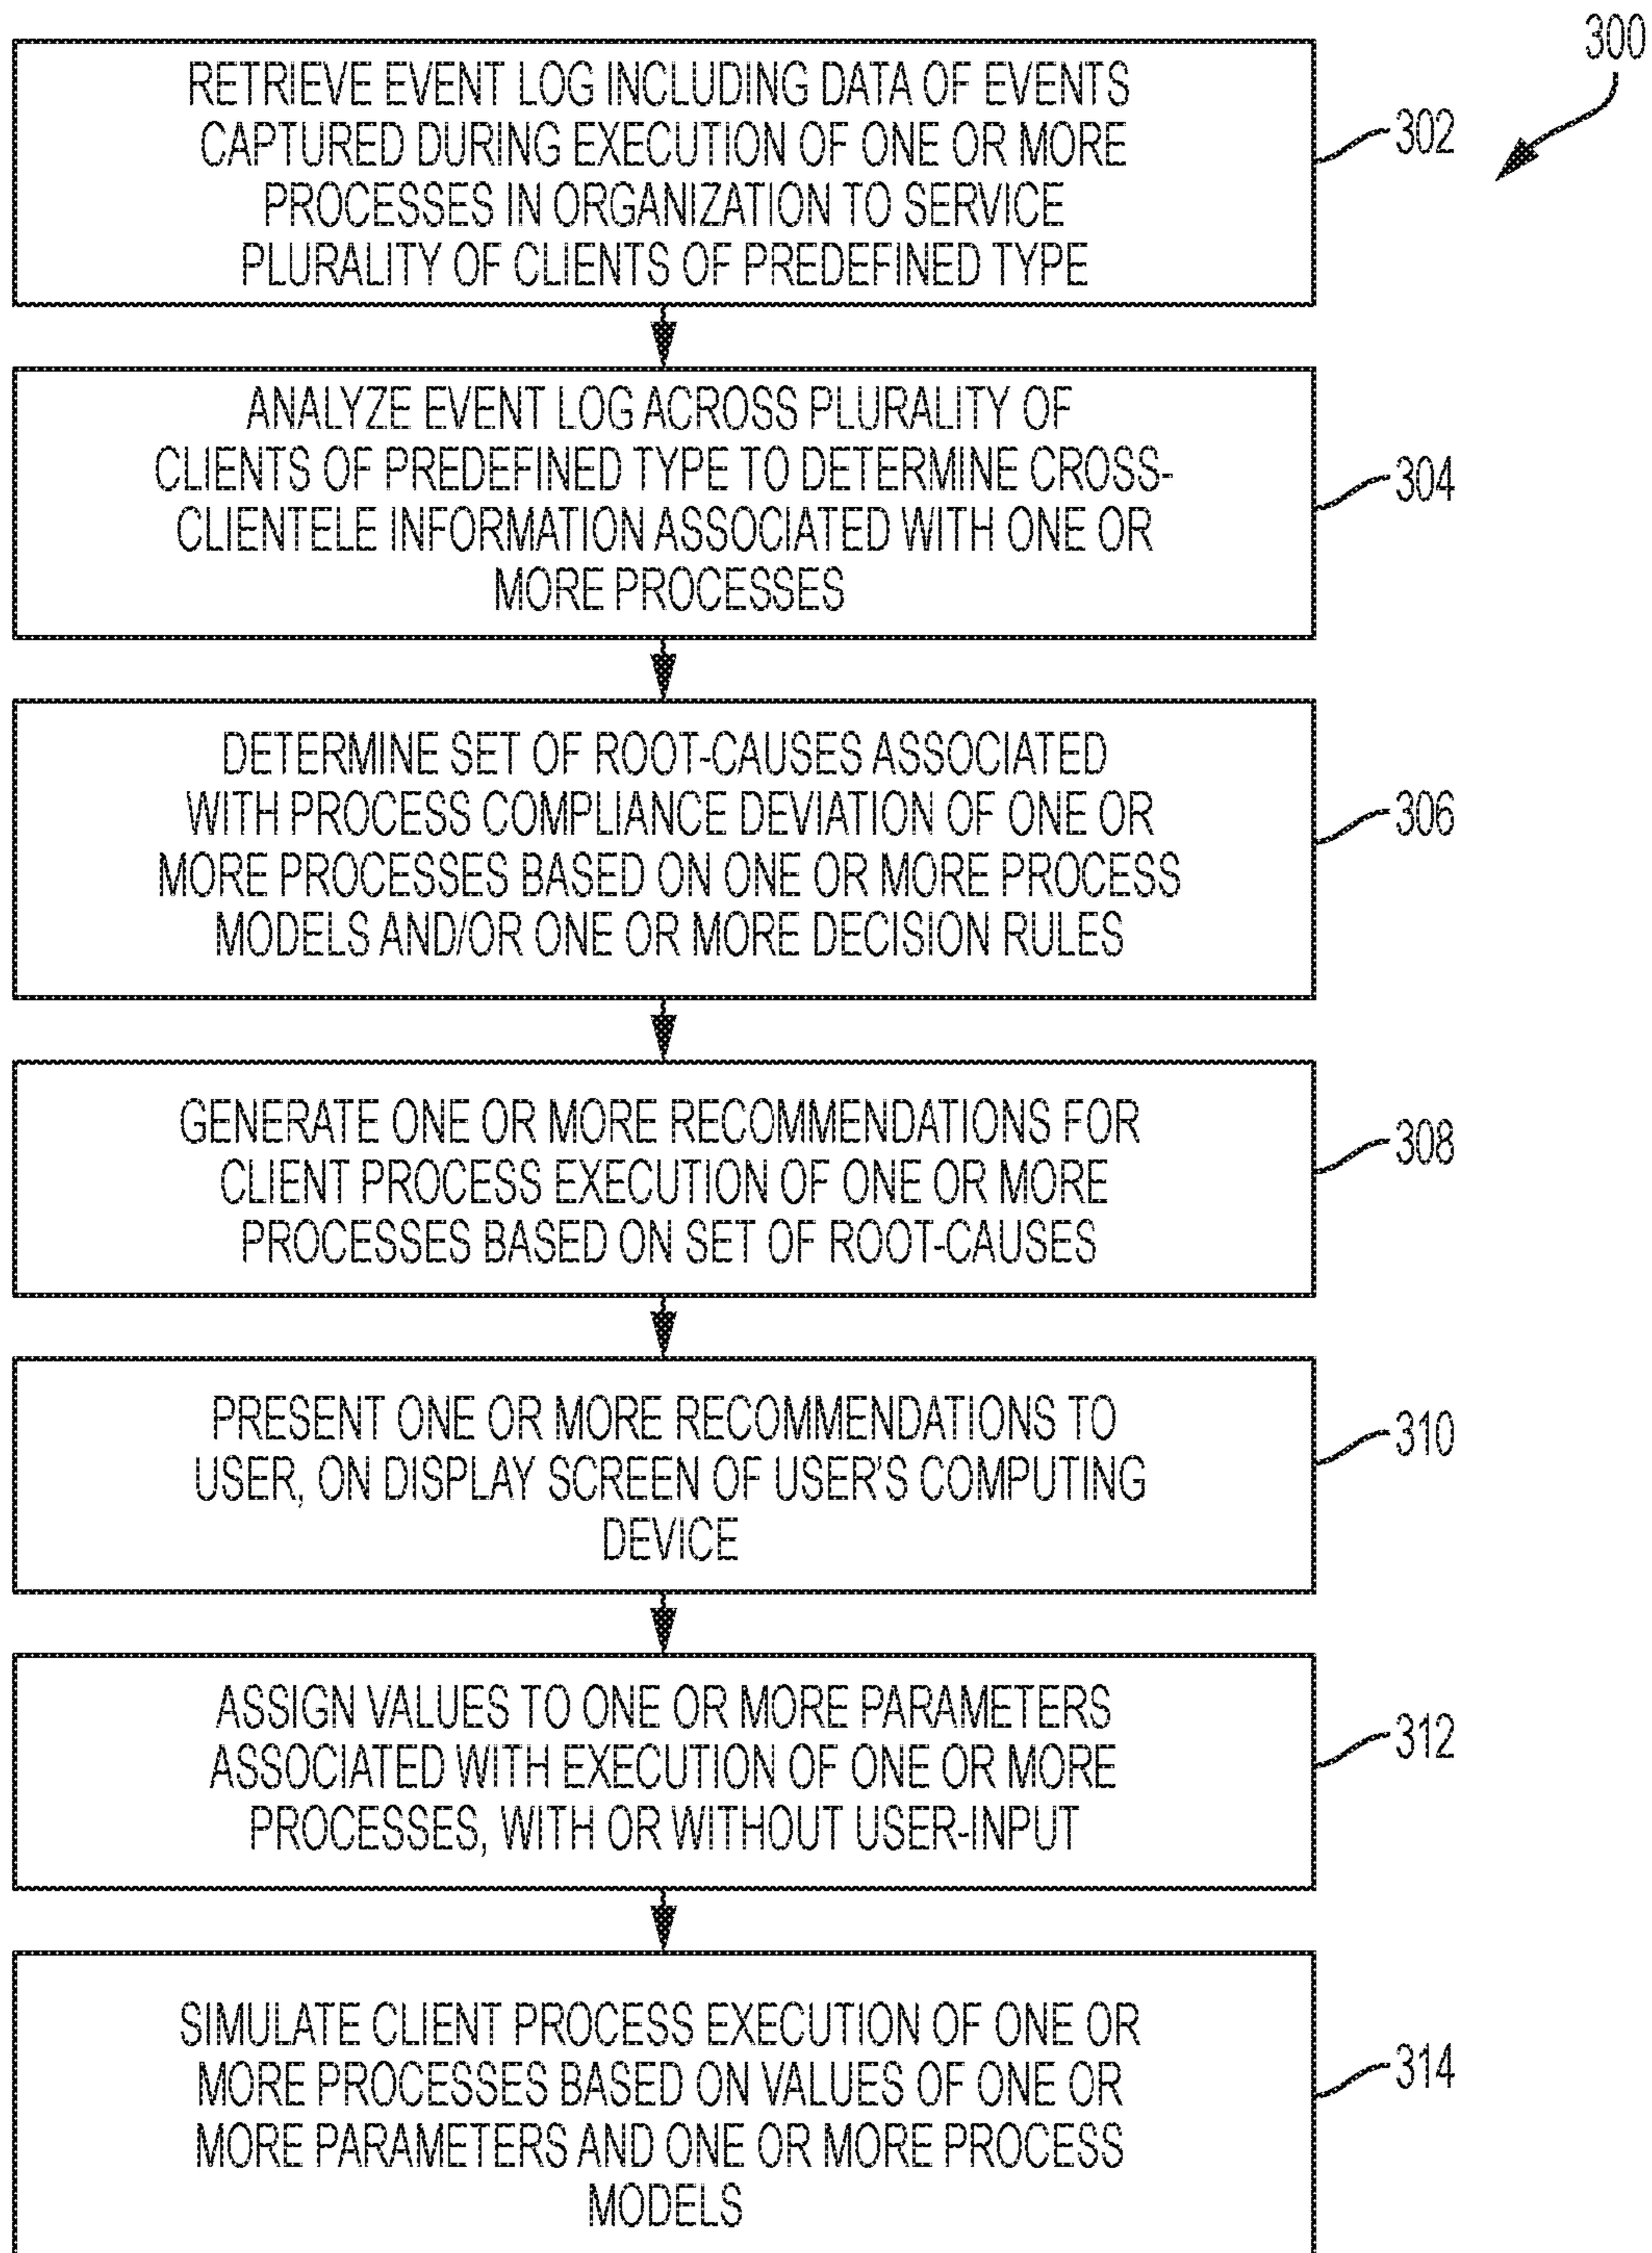 300
RETRIEVE EVENT LOG INCLUDING DATA OF EVENTS
CAPTURED DURING EXECUTION OF ONE OR MORE
PROCESSES IN ORGANIZATION TO SERVICE
PLURALITY OF CLIENTS OF PREDEFINED TYPE
302
ANALYZE EVENT LOG ACROSS PLURALITY OF
CLIENTS OF PREDEFINED TYPE TO DETERMINE CROSS-
CLIENTELE INFORMATION ASSOCIATED WITH ONE OR
MORE PROCESSES
304
DETERMINE SET OF ROOT-CAUSES ASSOCIATED
WITH PROCESS COMPLIANCE DEVIATION OF ONE OR
MORE PROCESSES BASED ON ONE OR MORE PROCESS
MODELS AND/OR ONE OR MORE DECISION RULES
306
GENERATE ONE OR MORE RECOMMENDATIONS FOR
CLIENT PROCESS EXECUTION OF ONE OR MORE
PROCESSES BASED ON SET OF ROOT-CAUSES
308
PRESENT ONE OR MORE RECOMMENDATIONS TO
USER, ON DISPLAY SCREEN OF USER'S COMPUTING
DEVICE
310
ASSIGN VALUES TO ONE OR MORE PARAMETERS
ASSOCIATED WITH EXECUTION OF ONE OR MORE
PROCESSES, WITH OR WITHOUT USER-INPUT
312
SIMULATE CLIENT PROCESS EXECUTION OF ONE OR
MORE PROCESSES BASED ON VALUES OF ONE OR
MORE PARAMETERS AND ONE OR MORE PROCESS
MODELS
314